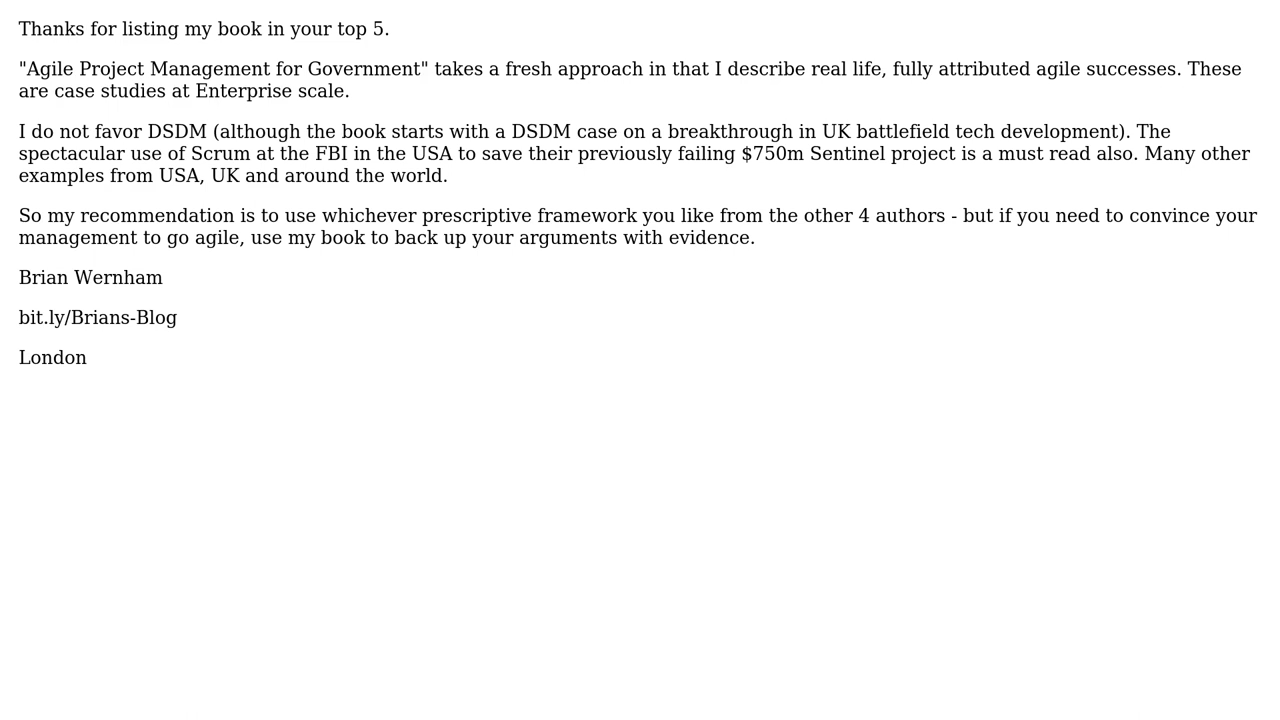 Thanks for listing my book in your top 5.
"Agile Project Management for Government" takes a fresh approach in that I describe real life, fully attributed agile successes. These
are case studies at Enterprise scale.
I do not favor DSDM (although the book starts with a DSDM case on a breakthrough in UK battlefield tech development). The
spectacular use of Scrum at the FBI in the USA to save their previously failing $750m Sentinel project is a must read also. Many other
examples from USA, UK and around the world.
So my recommendation is to use whichever prescriptive framework you like from the other 4 authors - but if you need to convince your
management to go agile, use my book to back up your arguments with evidence.
Brian Wernham
bit.ly/Brians-Blog
London